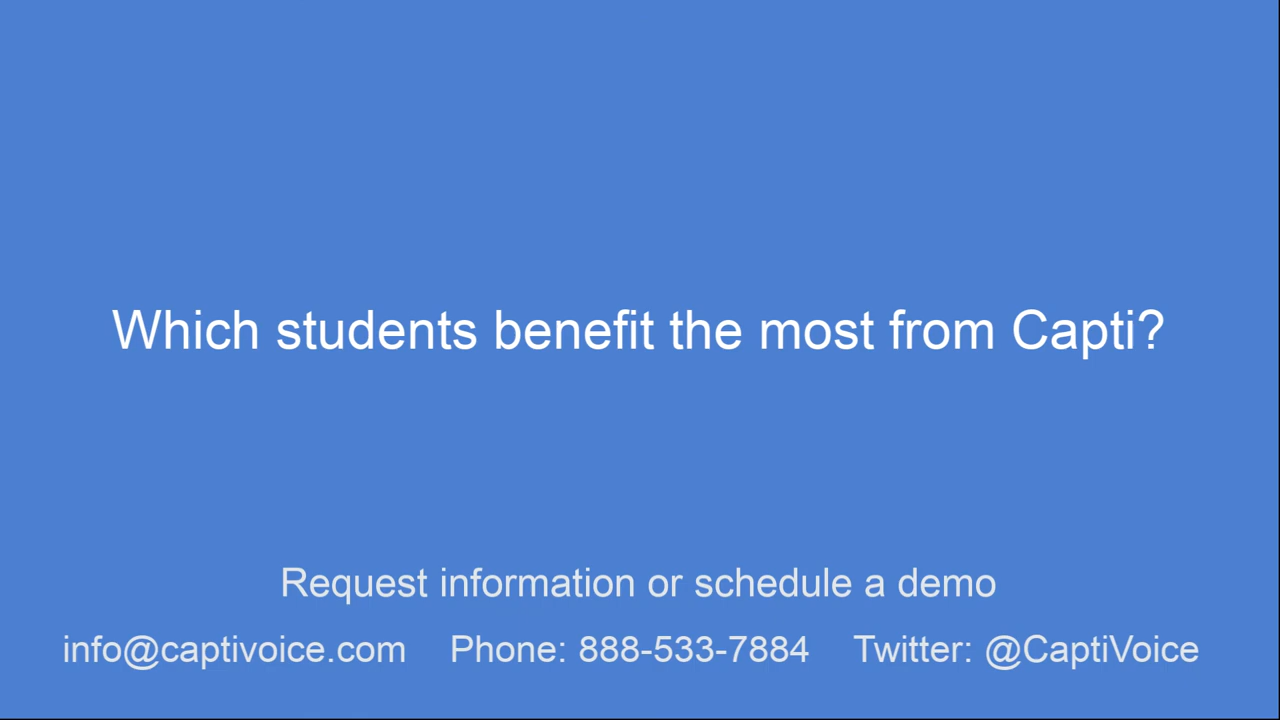 Which students benefit the most from Capti?
Request information or schedule a demo
info@captivoice.com Phone: 888-533-7884 Twitter: @CaptiVoice